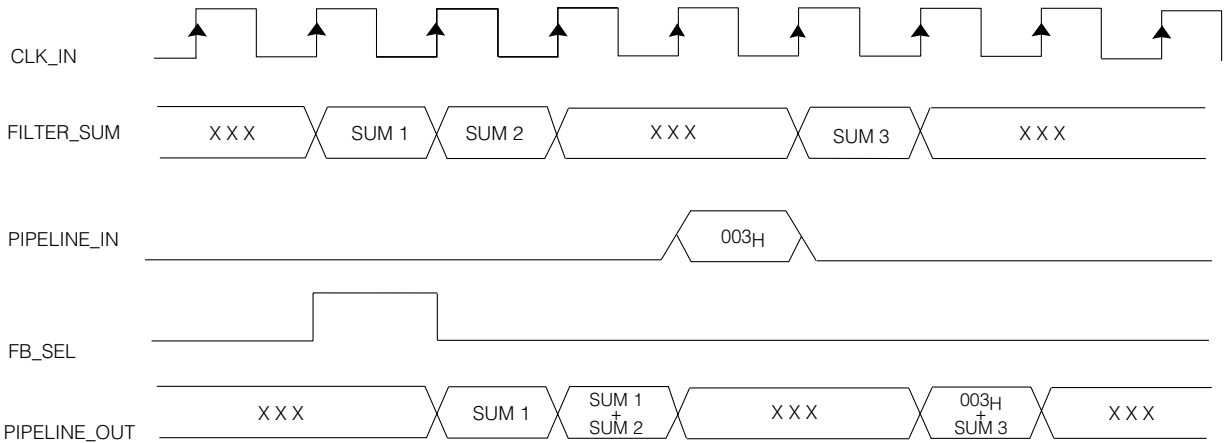 CLK_IN
FILTER_SUM X X X SUM 1 SUM 2 X X X SUM 3 X X X
PIPELINE_IN 003H
FB_SEL
PIPELINE_OUT X X X SUM 1 SUM 1 + SUM 2 X X X 003H + SUM 3 X X X